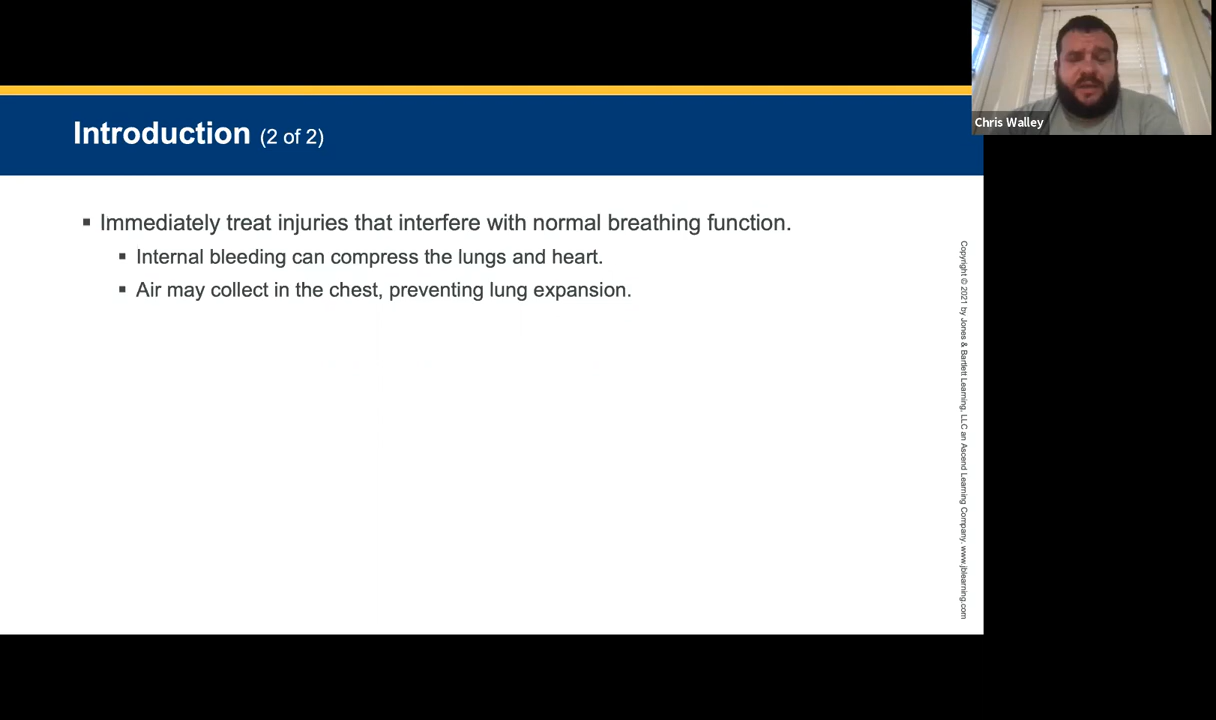 Introduction (2 of 2)
▪ Immediately treat injuries that interfere with normal breathing function.
▪ Internal bleeding can compress the lungs and heart.
▪ Air may collect in the chest, preventing lung expansion.
Copyright © 2021 by Jones & Bartlett Learning, LLC an Ascend Learning Company. www.jblearning.com
Chris Walley